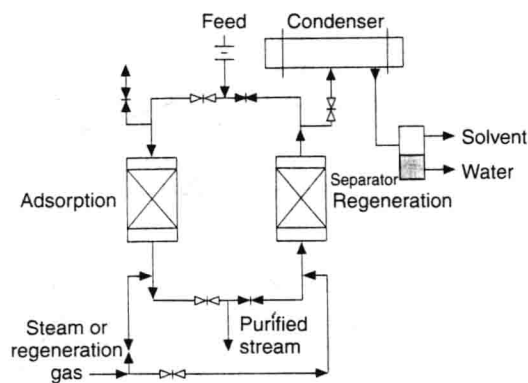 Feed
Condenser
Solvent
Water
Separator
Adsorption
Regeneration
Steam or
regeneration
gas
Purified
stream